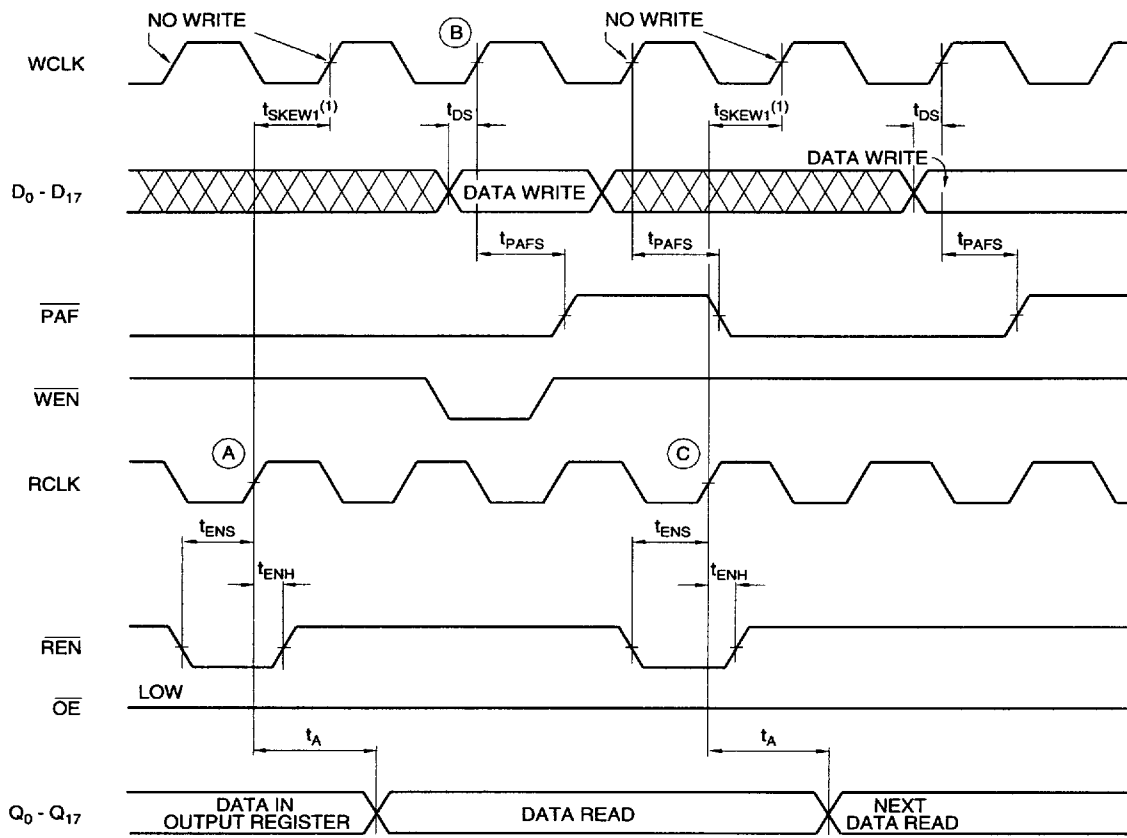 NO WRITE
B
NO WRITE
WCLK
tSKEW1(1)
tDS
tSKEW1(1)
tDS
DATA WRITE
D0 - D17
DATA WRITE
tPAFS
tPAFS
tPAFS
PAF
WEN
A
C
RCLK
tENS
tENS
tENH
tENH
REN
LOW
OE
tA
tA
Q0 - Q17
DATA IN
OUTPUT REGISTER
DATA READ
NEXT
DATA READ